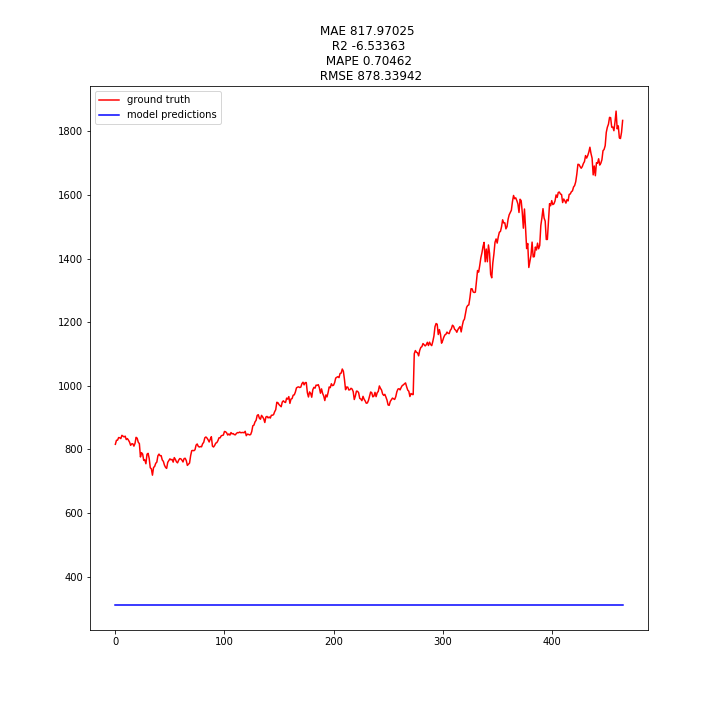 MAE 817.97025
R2 -6.53363
MAPE 0.70462
RMSE 878.33942
ground truth
model predictions
1800
1600
1400
1200
1000
800
600
400
0 100 200 300 400